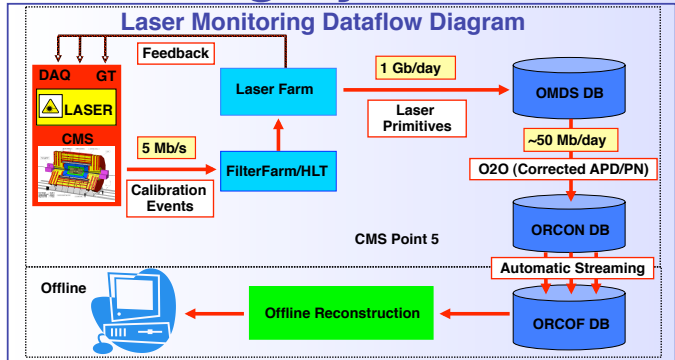 Laser Monitoring Dataflow Diagram
Feedback
DAQ GT
LASER
CMS
5 Mb/s
Calibration
Events
Laser Farm
FilterFarm/HLT
1 Gb/day
Laser
Primitives
OMDS DB
~50 Mb/day
O2O (Corrected APD/PN)
ORCON DB
CMS Point 5
Automatic Streaming
Offline
Offline Reconstruction
ORCOF DB